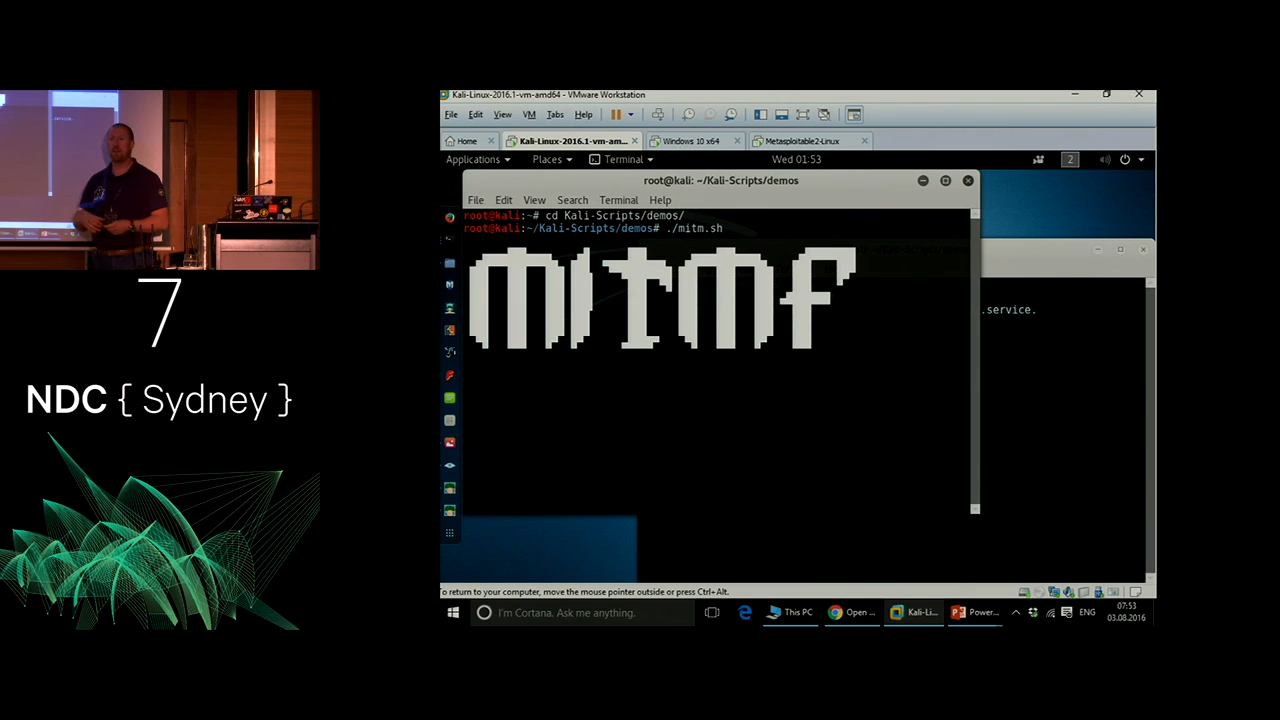 7
NDC { Sydney }
Kali-Linux-2016.1-vm-amd64 - VMware Workstation
File Edit View VM Tabs Help
Home Kali-Linux-2016.1-vm-am... Windows 10 x64 Metasploitable2-Linux
Applications Places Terminal Wed 01:53 2
root@kali: ~/Kali-Scripts/demos
File Edit View Search Terminal Help
root@kali:~# cd Kali-Scripts/demos/
root@kali:~/Kali-Scripts/demos# ./mitm.sh
MITMf
.service.
o return to your computer, move the mouse pointer outside or press Ctrl+Alt.
I'm Cortana. Ask me anything. This PC Open ... Kali-Li... Power... ENG 07:53
03.08.2016